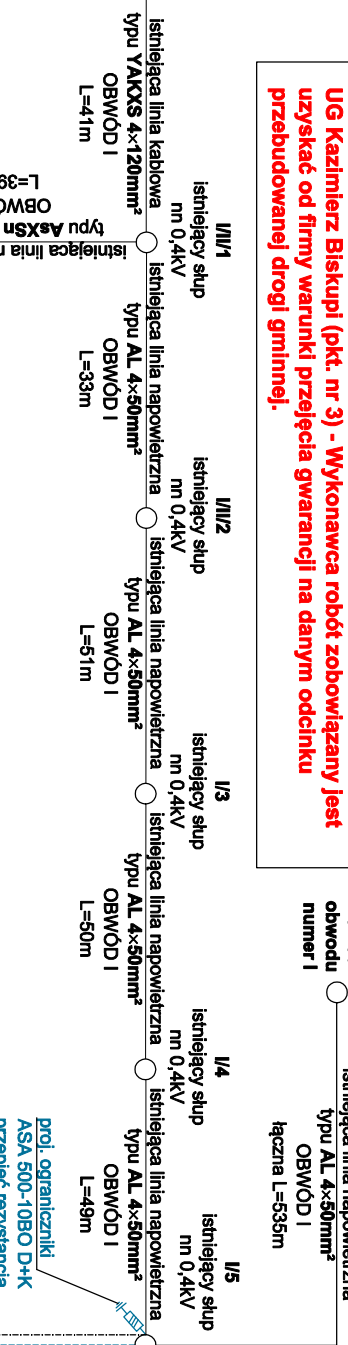 UG Kazimierz Biskupi (pkt. nr 3) - Wykonawca robót zobowiązany jest
uzyskać od firmy warunki przejęcia gwarancji na danym odcinku
przebudowanej drogi gminnej.
obwodu
numer I
istniejąca linia napowietrzna
typu AL 4×50mm²
OBWÓD I
łączna L=535m
istniejąca linia kablowa
typu YAKXS 4×120mm²
OBWÓD I
L=41m
I/II/1
istniejący słup
nn 0,4kV
istniejąca linia
typu AsXSn
L=39
istniejąca linia napowietrzna
typu AL 4×50mm²
OBWÓD I
L=33m
I/II/2
istniejący słup
nn 0,4kV
istniejąca linia napowietrzna
typu AL 4×50mm²
OBWÓD I
L=51m
I/3
istniejący słup
nn 0,4kV
istniejąca linia napowietrzna
typu AL 4×50mm²
OBWÓD I
L=50m
I/4
istniejący słup
nn 0,4kV
istniejąca linia napowietrzna
typu AL 4×50mm²
OBWÓD I
L=49m
I/5
istniejący słup
nn 0,4kV
proj. ograniczniki
ASA 500-10BO D+K
przepięć rezystancja